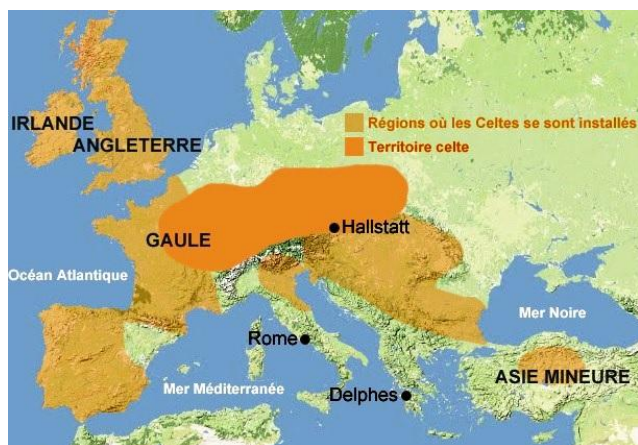 IRLANDE
ANGLETERRE
Régions où les Celtes se sont installés
Territoire celte
Hallstatt
GAULE
Océan Atlantique
Mer Noire
Rome
ASIE MINEURE
Mer Méditerranée
Delphes